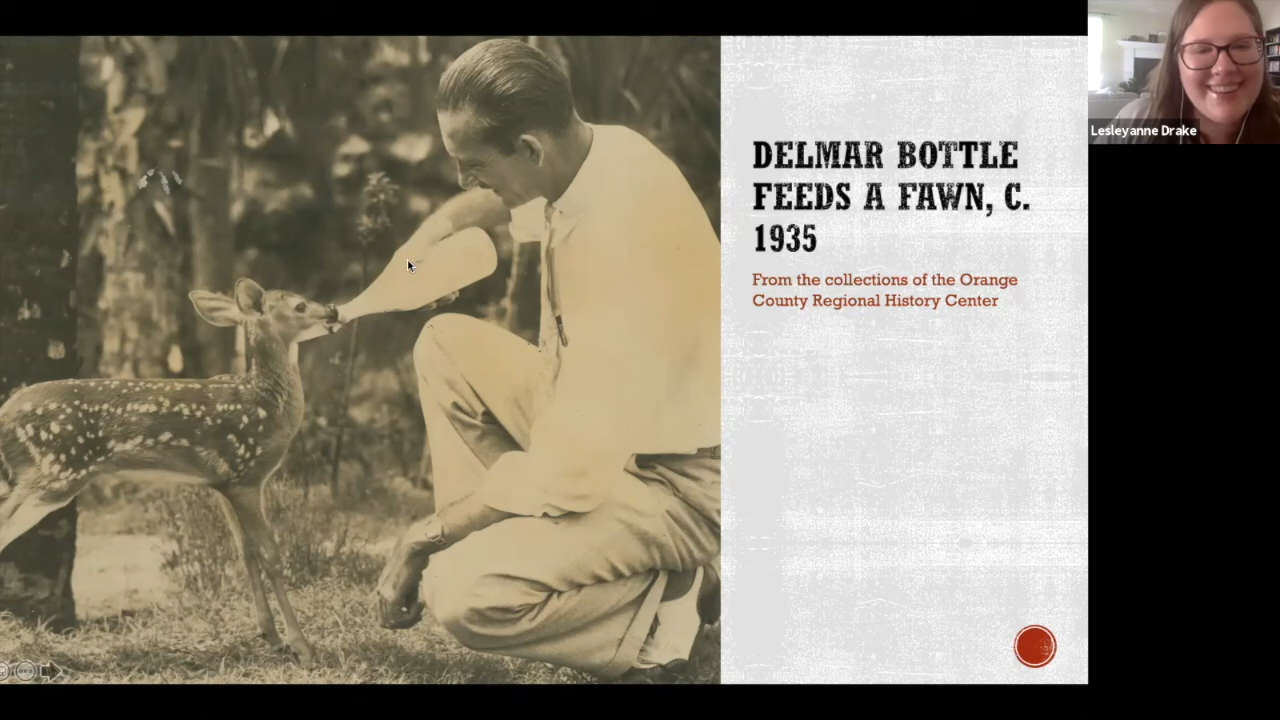 DELMAR BOTTLE
FEEDS A FAWN, C.
1935
From the collections of the Orange
County Regional History Center
Lesleyanne Drake